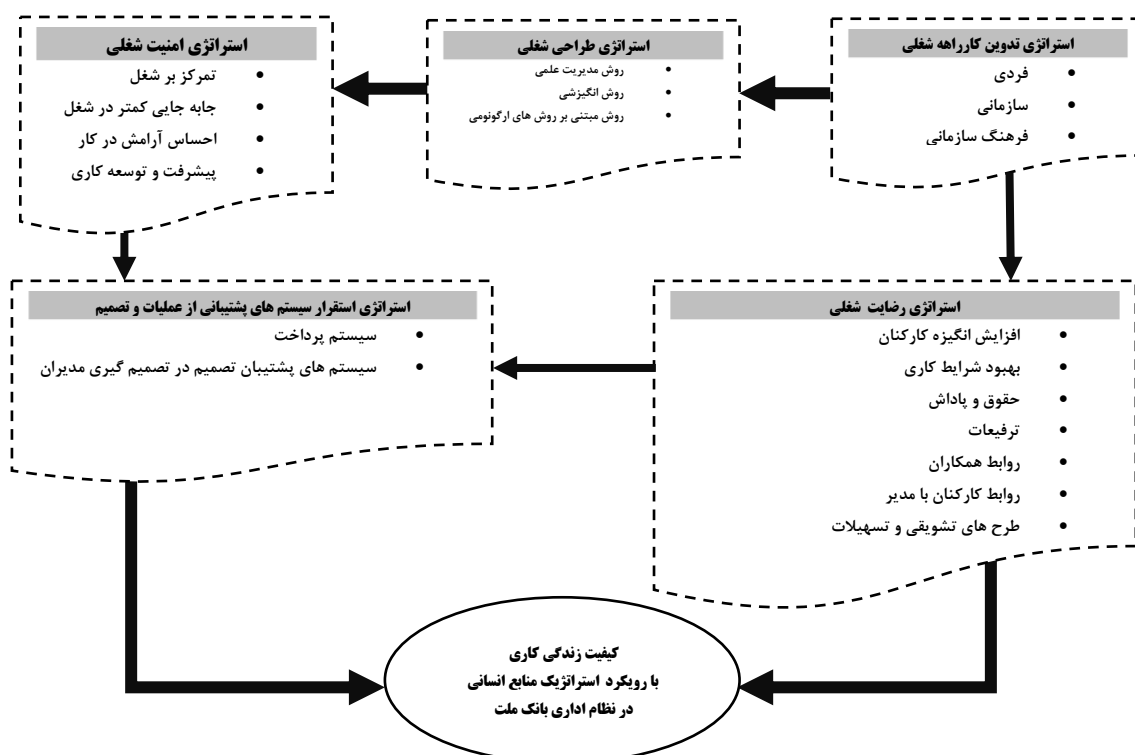 استراتژی تدوین کارراهه شغلی
• فردی
• سازمانی
• فرهنگ سازمانی
استراتژی طراحی شغلی
• روش مدیریت علمی
• روش انگیزشی
• روش مبتنی بر روش های ارگونومی
استراتژی امنیت شغلی
• تمرکز بر شغل
• جابه جایی کمتر در شغل
• احساس آرامش در کار
• پیشرفت و توسعه کاری
استراتژی رضایت شغلی
• افزایش انگیزه کارکنان
• بهبود شرایط کاری
• حقوق و پاداش
• ترفیعات
• روابط همکاران
• روابط کارکنان با مدیر
• طرح های تشویقی و تسهیلات
استراتژی استقرار سیستم های پشتیبانی از عملیات و تصمیم
• سیستم پرداخت
• سیستم های پشتیبان تصمیم در تصمیم گیری مدیران
کیفیت زندگی کاری
با رویکرد استراتژیک منابع انسانی
در نظام اداری بانک ملت